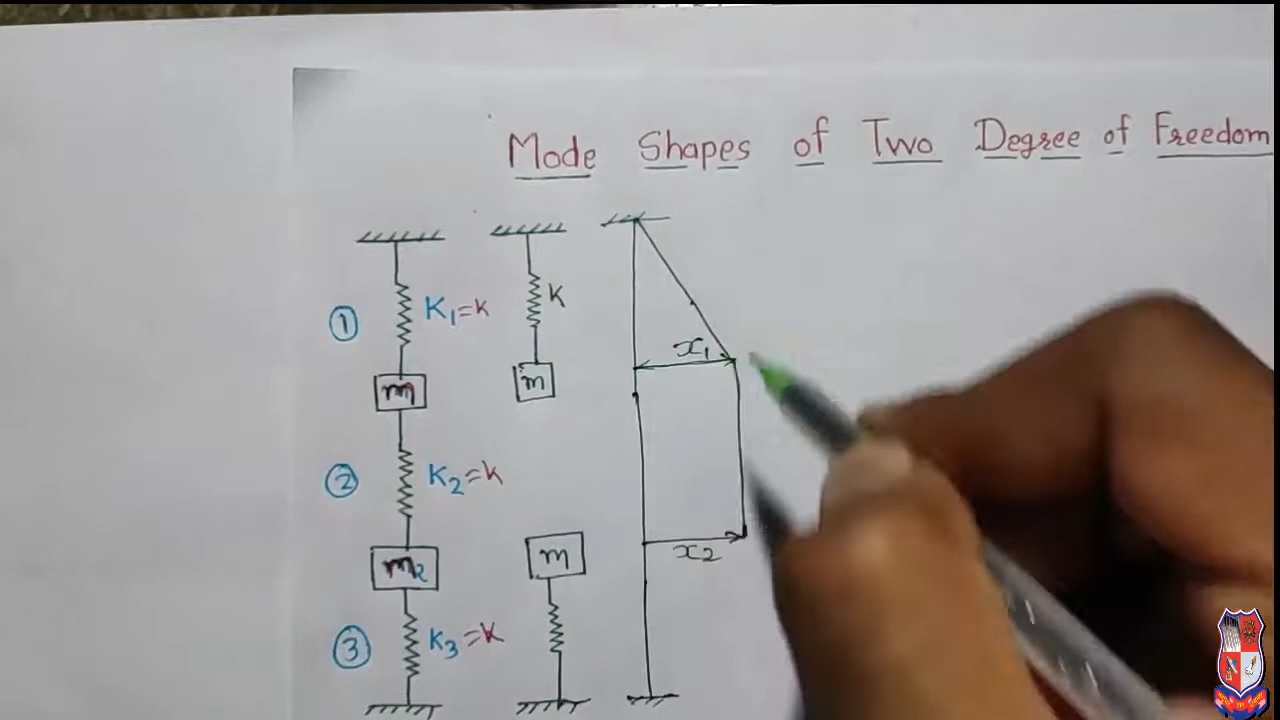 Mode Shapes of Two Degree of Freedom
① K₁=k
K
x₁
m
m
② K₂=k
m
m₂
x₂
③ K₃=k